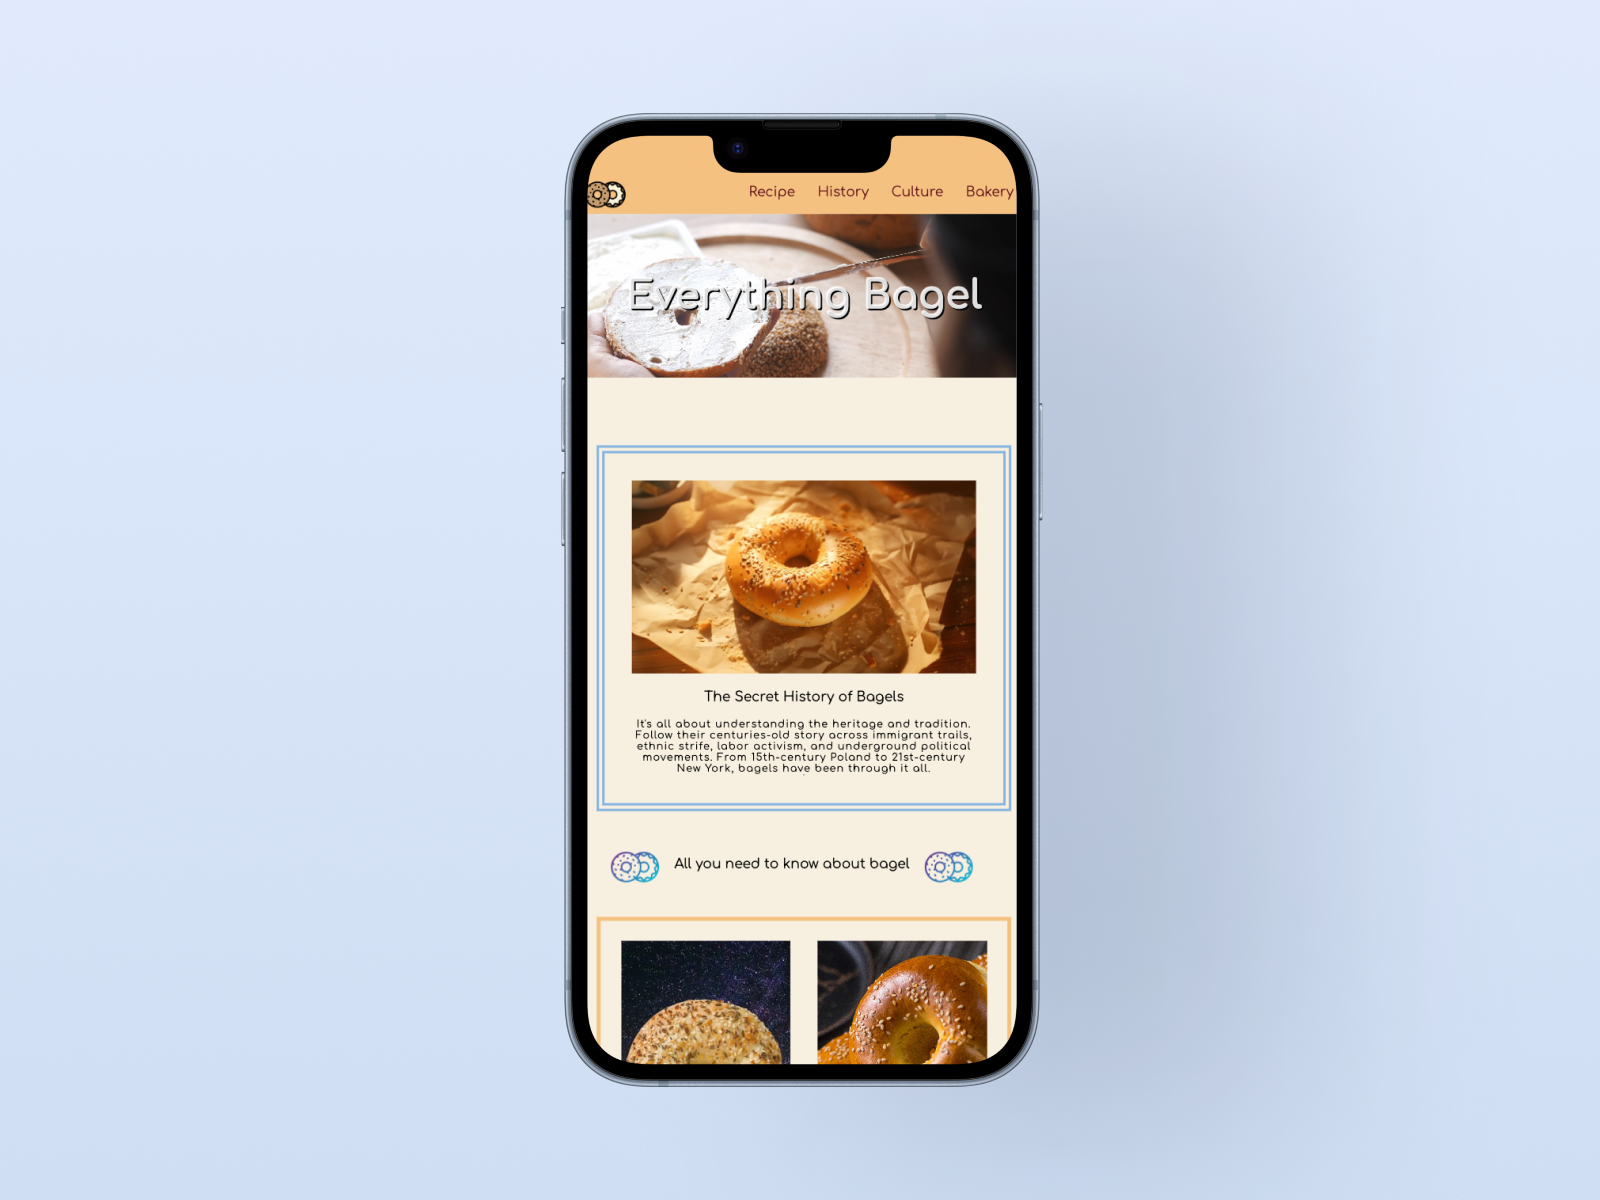 Recipe History Culture Bakery
Everything Bagel
The Secret History of Bagels
It's all about understanding the heritage and tradition.
Follow their centuries-old story across immigrant trails,
ethnic strife, labor activism, and underground political
movements. From 15th-century Poland to 21st-century
New York, bagels have been through it all.
All you need to know about bagel